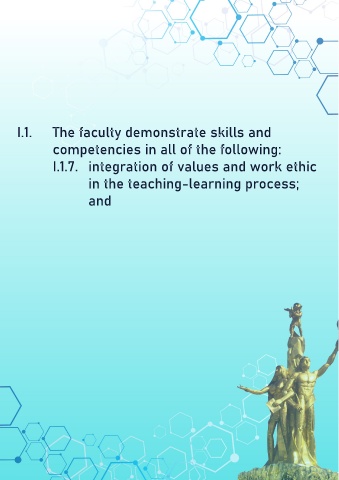 I.1. The faculty demonstrate skills and
competencies in all of the following:
I.1.7. integration of values and work ethic
in the teaching-learning process;
and